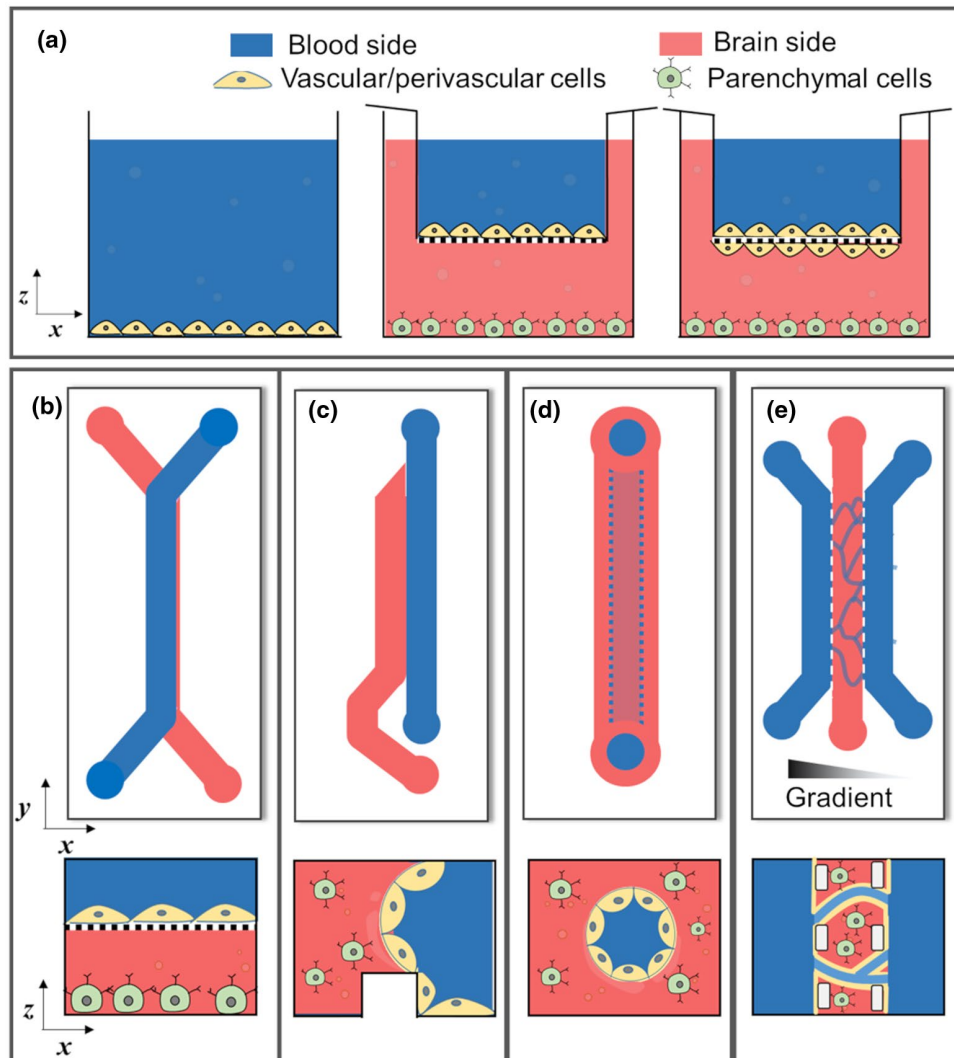 (a)
Blood side
Brain side
Vascular/perivascular cells
Parenchymal cells
z
x
(b)
(c)
(d)
(e)
Gradient
y
x
z
x